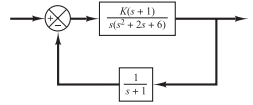 +
−
K(s + 1)
s(s² + 2s + 6)
1
s + 1